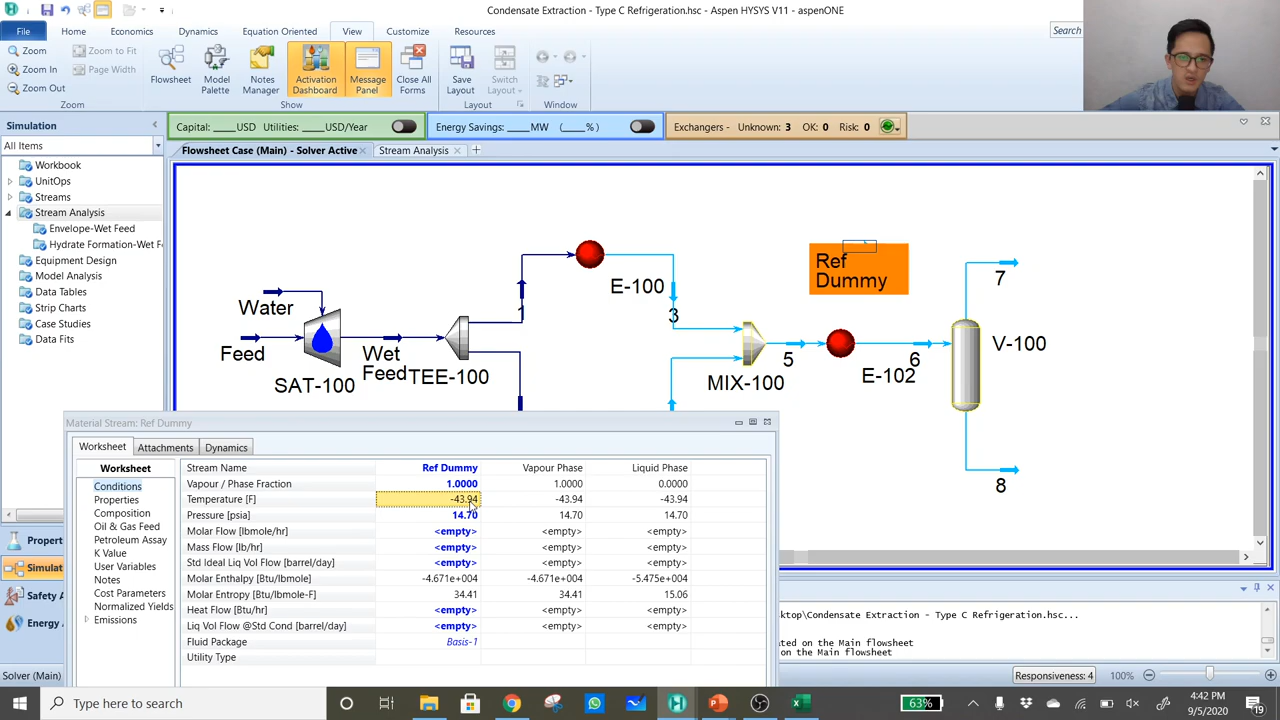 Condensate Extraction - Type C Refrigeration.hsc - Aspen HYSYS V11 - aspenONE
File Home Economics Dynamics Equation Oriented View Customize Resources Search
Zoom
Zoom In
Zoom Out
Zoom to Fit
Page Width
Zoom
Flowsheet
Model Palette
Notes Manager
Activation Dashboard
Message Panel
Close All Forms
Show
Save Layout
Switch Layout
Layout
Window
Simulation
All Items
Workbook
UnitOps
Streams
Stream Analysis
Envelope-Wet Feed
Hydrate Formation-Wet F
Equipment Design
Model Analysis
Data Tables
Strip Charts
Case Studies
Data Fits
Propert
Simulat
Safety A
Energy
Capital: ____USD Utilities: ____USD/Year
Energy Savings: ____MW (____%)
Exchangers - Unknown: 3 OK: 0 Risk: 0
Flowsheet Case (Main) - Solver Active
Stream Analysis
Water
Feed
SAT-100
Wet
Feed
TEE-100
1
E-100
3
MIX-100
5
E-102
6
Ref
Dummy
V-100
7
8
Material Stream: Ref Dummy
Worksheet Attachments Dynamics
Worksheet
Conditions
Properties
Composition
Oil & Gas Feed
Petroleum Assay
K Value
User Variables
Notes
Cost Parameters
Normalized Yields
Emissions
Stream Name Ref Dummy Vapour Phase Liquid Phase
Vapour / Phase Fraction 1.0000 1.0000 0.0000
Temperature [F] -43.94 -43.94 -43.94
Pressure [psia] 14.70 14.70 14.70
Molar Flow [lbmole/hr] <empty> <empty> <empty>
Mass Flow [lb/hr] <empty> <empty> <empty>
Std Ideal Liq Vol Flow [barrel/day] <empty> <empty> <empty>
Molar Enthalpy [Btu/lbmole] -4.671e+004 -4.671e+004 -5.475e+004
Molar Entropy [Btu/lbmole-F] 34.41 34.41 15.06
Heat Flow [Btu/hr] <empty> <empty> <empty>
Liq Vol Flow @Std Cond [barrel/day] <empty> <empty> <empty>
Fluid Package Basis-1
Utility Type
ktop\Condensate Extraction - Type C Refrigeration.hsc...
ated on the Main flowsheet
on the Main flowsheet
Solver (Main)
Responsiveness: 4 100%
Type here to search
63%
4:42 PM
9/5/2020
19